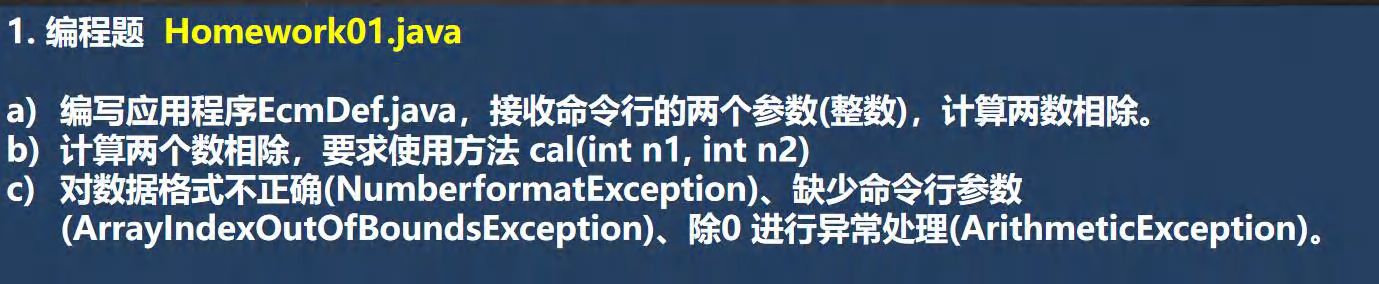 1. 编程题 Homework01.java
a) 编写应用程序EcmDef.java，接收命令行的两个参数(整数)，计算两数相除。
b) 计算两个数相除，要求使用方法 cal(int n1, int n2)
c) 对数据格式不正确(NumberformatException)、缺少命令行参数
(ArrayIndexOutOfBoundsException)、除0 进行异常处理(ArithmeticException)。